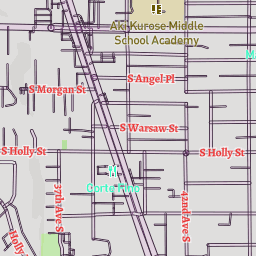 Aki Kurose Middle
School Academy
S Angel Pl
S Morgan St
S Warsaw St
S Holly St
S Holly St
Corte Fino
37th Ave S
42nd Ave S
Holly